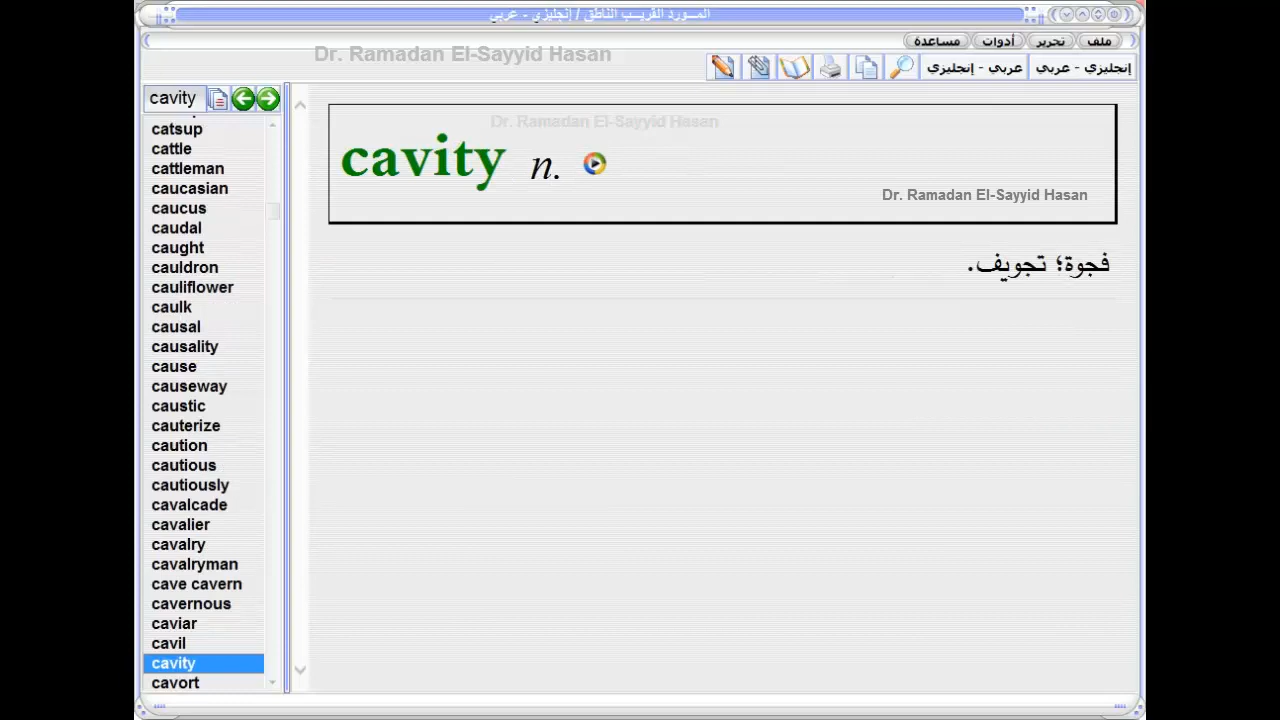 المـــورد القريـــب الناطق / إنجليزي - عربي
ملف
تحرير
أدوات
مساعدة
Dr. Ramadan El-Sayyid Hasan
إنجليزي - عربي
عربي - إنجليزي
cavity
catsup
cattle
cattleman
caucasian
caucus
caudal
caught
cauldron
cauliflower
caulk
causal
causality
cause
causeway
caustic
cauterize
caution
cautious
cautiously
cavalcade
cavalier
cavalry
cavalryman
cave cavern
cavernous
caviar
cavil
cavity
cavort
Dr. Ramadan El-Sayyid Hasan
cavity n.
Dr. Ramadan El-Sayyid Hasan
فجوة؛ تجويف.